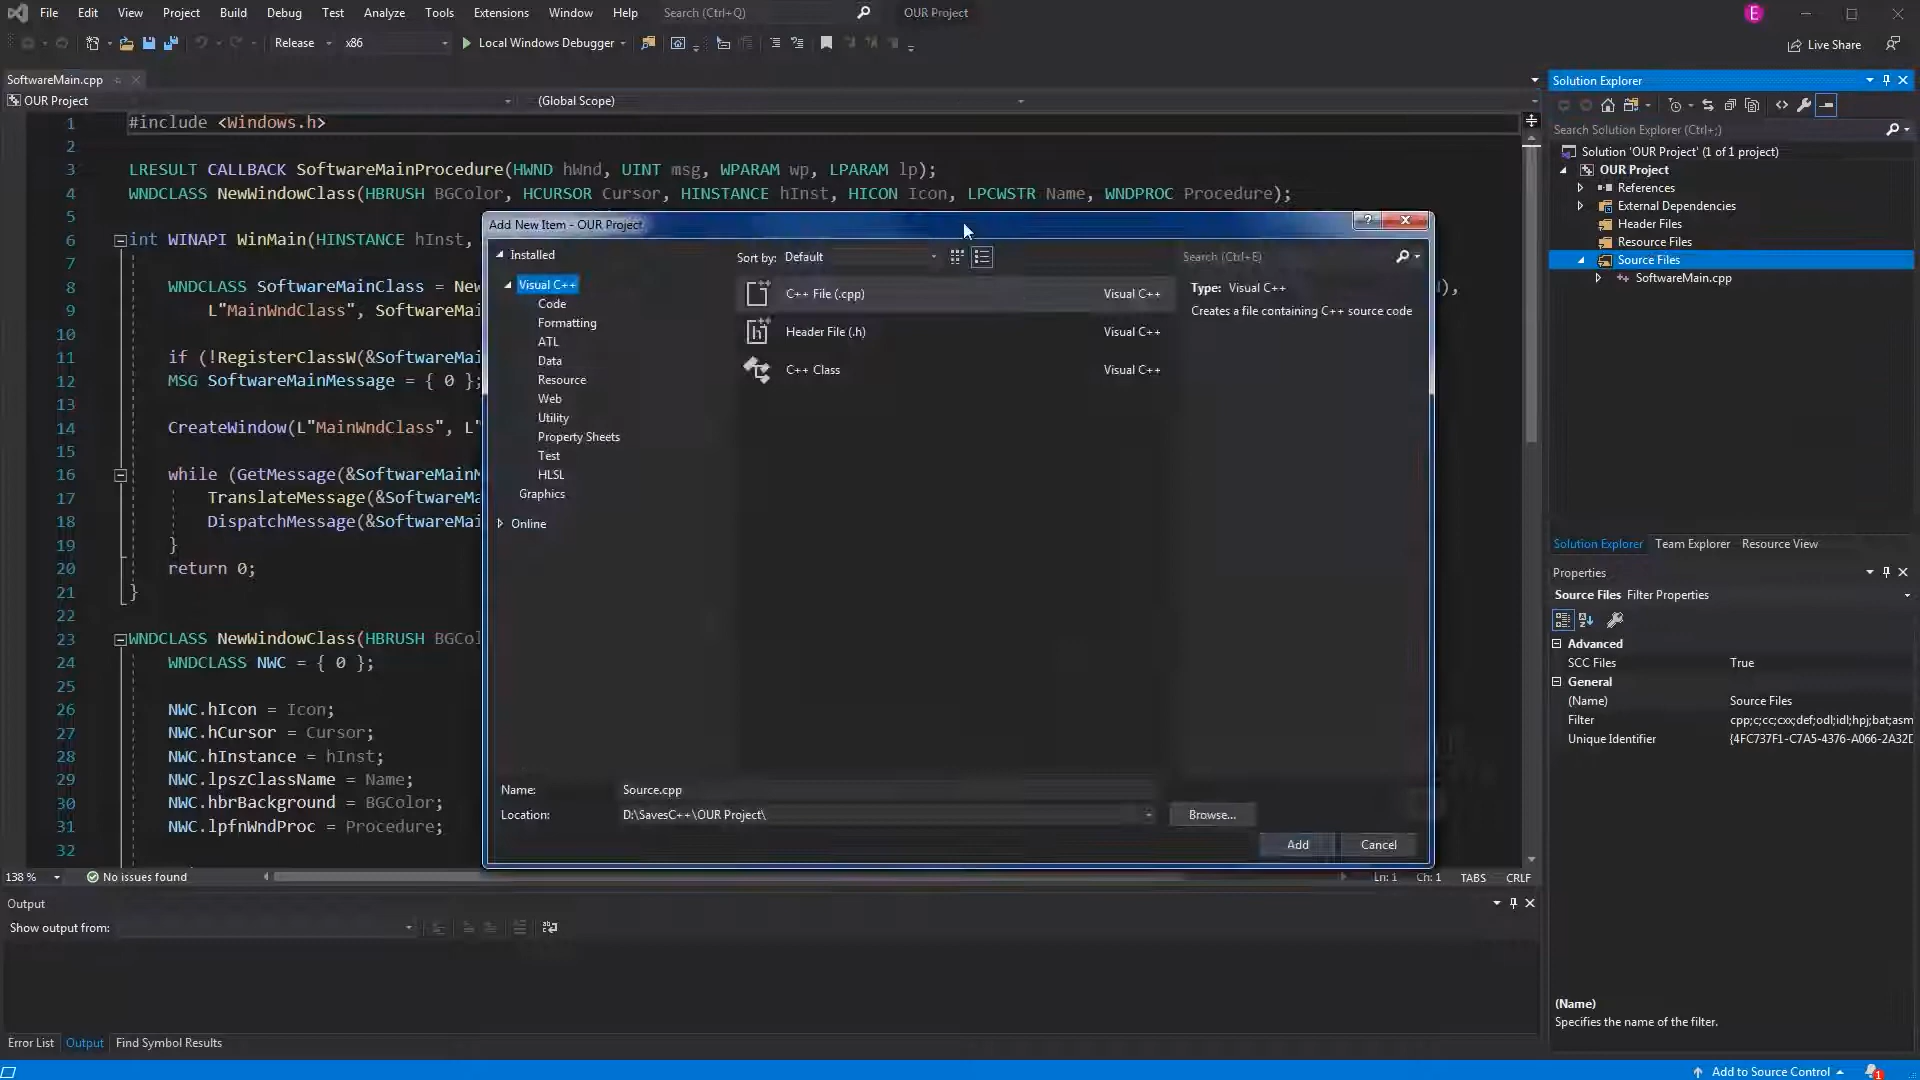 File Edit View Project Build Debug Test Analyze Tools Extensions Window Help Search (Ctrl+Q) OUR Project E
Release x86 Local Windows Debugger Live Share
SoftwareMain.cpp
OUR Project (Global Scope)
1 #include <Windows.h>
2
3 LRESULT CALLBACK SoftwareMainProcedure(HWND hWnd, UINT msg, WPARAM wp, LPARAM lp);
4 WNDCLASS NewWindowClass(HBRUSH BGColor, HCURSOR Cursor, HINSTANCE hInst, HICON Icon, LPCWSTR Name, WNDPROC Procedure);
5
6 int WINAPI WinMain(HINSTANCE hInst,
7
8 WNDCLASS SoftwareMainClass = New ),
9 L"MainWndClass", SoftwareMai
10
11 if (!RegisterClassW(&SoftwareMai
12 MSG SoftwareMainMessage = { 0 };
13
14 CreateWindow(L"MainWndClass", L"
15
16 while (GetMessage(&SoftwareMainM
17 TranslateMessage(&SoftwareMa
18 DispatchMessage(&SoftwareMai
19 }
20 return 0;
21 }
22
23 WNDCLASS NewWindowClass(HBRUSH BGCol
24 WNDCLASS NWC = { 0 };
25
26 NWC.hIcon = Icon;
27 NWC.hCursor = Cursor;
28 NWC.hInstance = hInst;
29 NWC.lpszClassName = Name;
30 NWC.hbrBackground = BGColor;
31 NWC.lpfnWndProc = Procedure;
32
138 % No issues found Ln: 1 Ch: 1 TABS CRLF
Output
Show output from:
Error List Output Find Symbol Results
Add New Item - OUR Project ?
Installed
Visual C++
Code
Formatting
ATL
Data
Resource
Web
Utility
Property Sheets
Test
HLSL
Graphics
Online
Sort by: Default
C++ File (.cpp) Visual C++
Header File (.h) Visual C++
C++ Class Visual C++
Search (Ctrl+E)
Type: Visual C++
Creates a file containing C++ source code
Name: Source.cpp
Location: D:\SavesC++\OUR Project\ Browse...
Add Cancel
Solution Explorer
Search Solution Explorer (Ctrl+;)
Solution 'OUR Project' (1 of 1 project)
OUR Project
References
External Dependencies
Header Files
Resource Files
Source Files
SoftwareMain.cpp
Solution Explorer Team Explorer Resource View
Properties
Source Files Filter Properties
Advanced
SCC Files True
General
(Name) Source Files
Filter cpp;c;cc;cxx;def;odl;idl;hpj;bat;asm
Unique Identifier {4FC737F1-C7A5-4376-A066-2A32D
(Name)
Specifies the name of the filter.
Add to Source Control 1